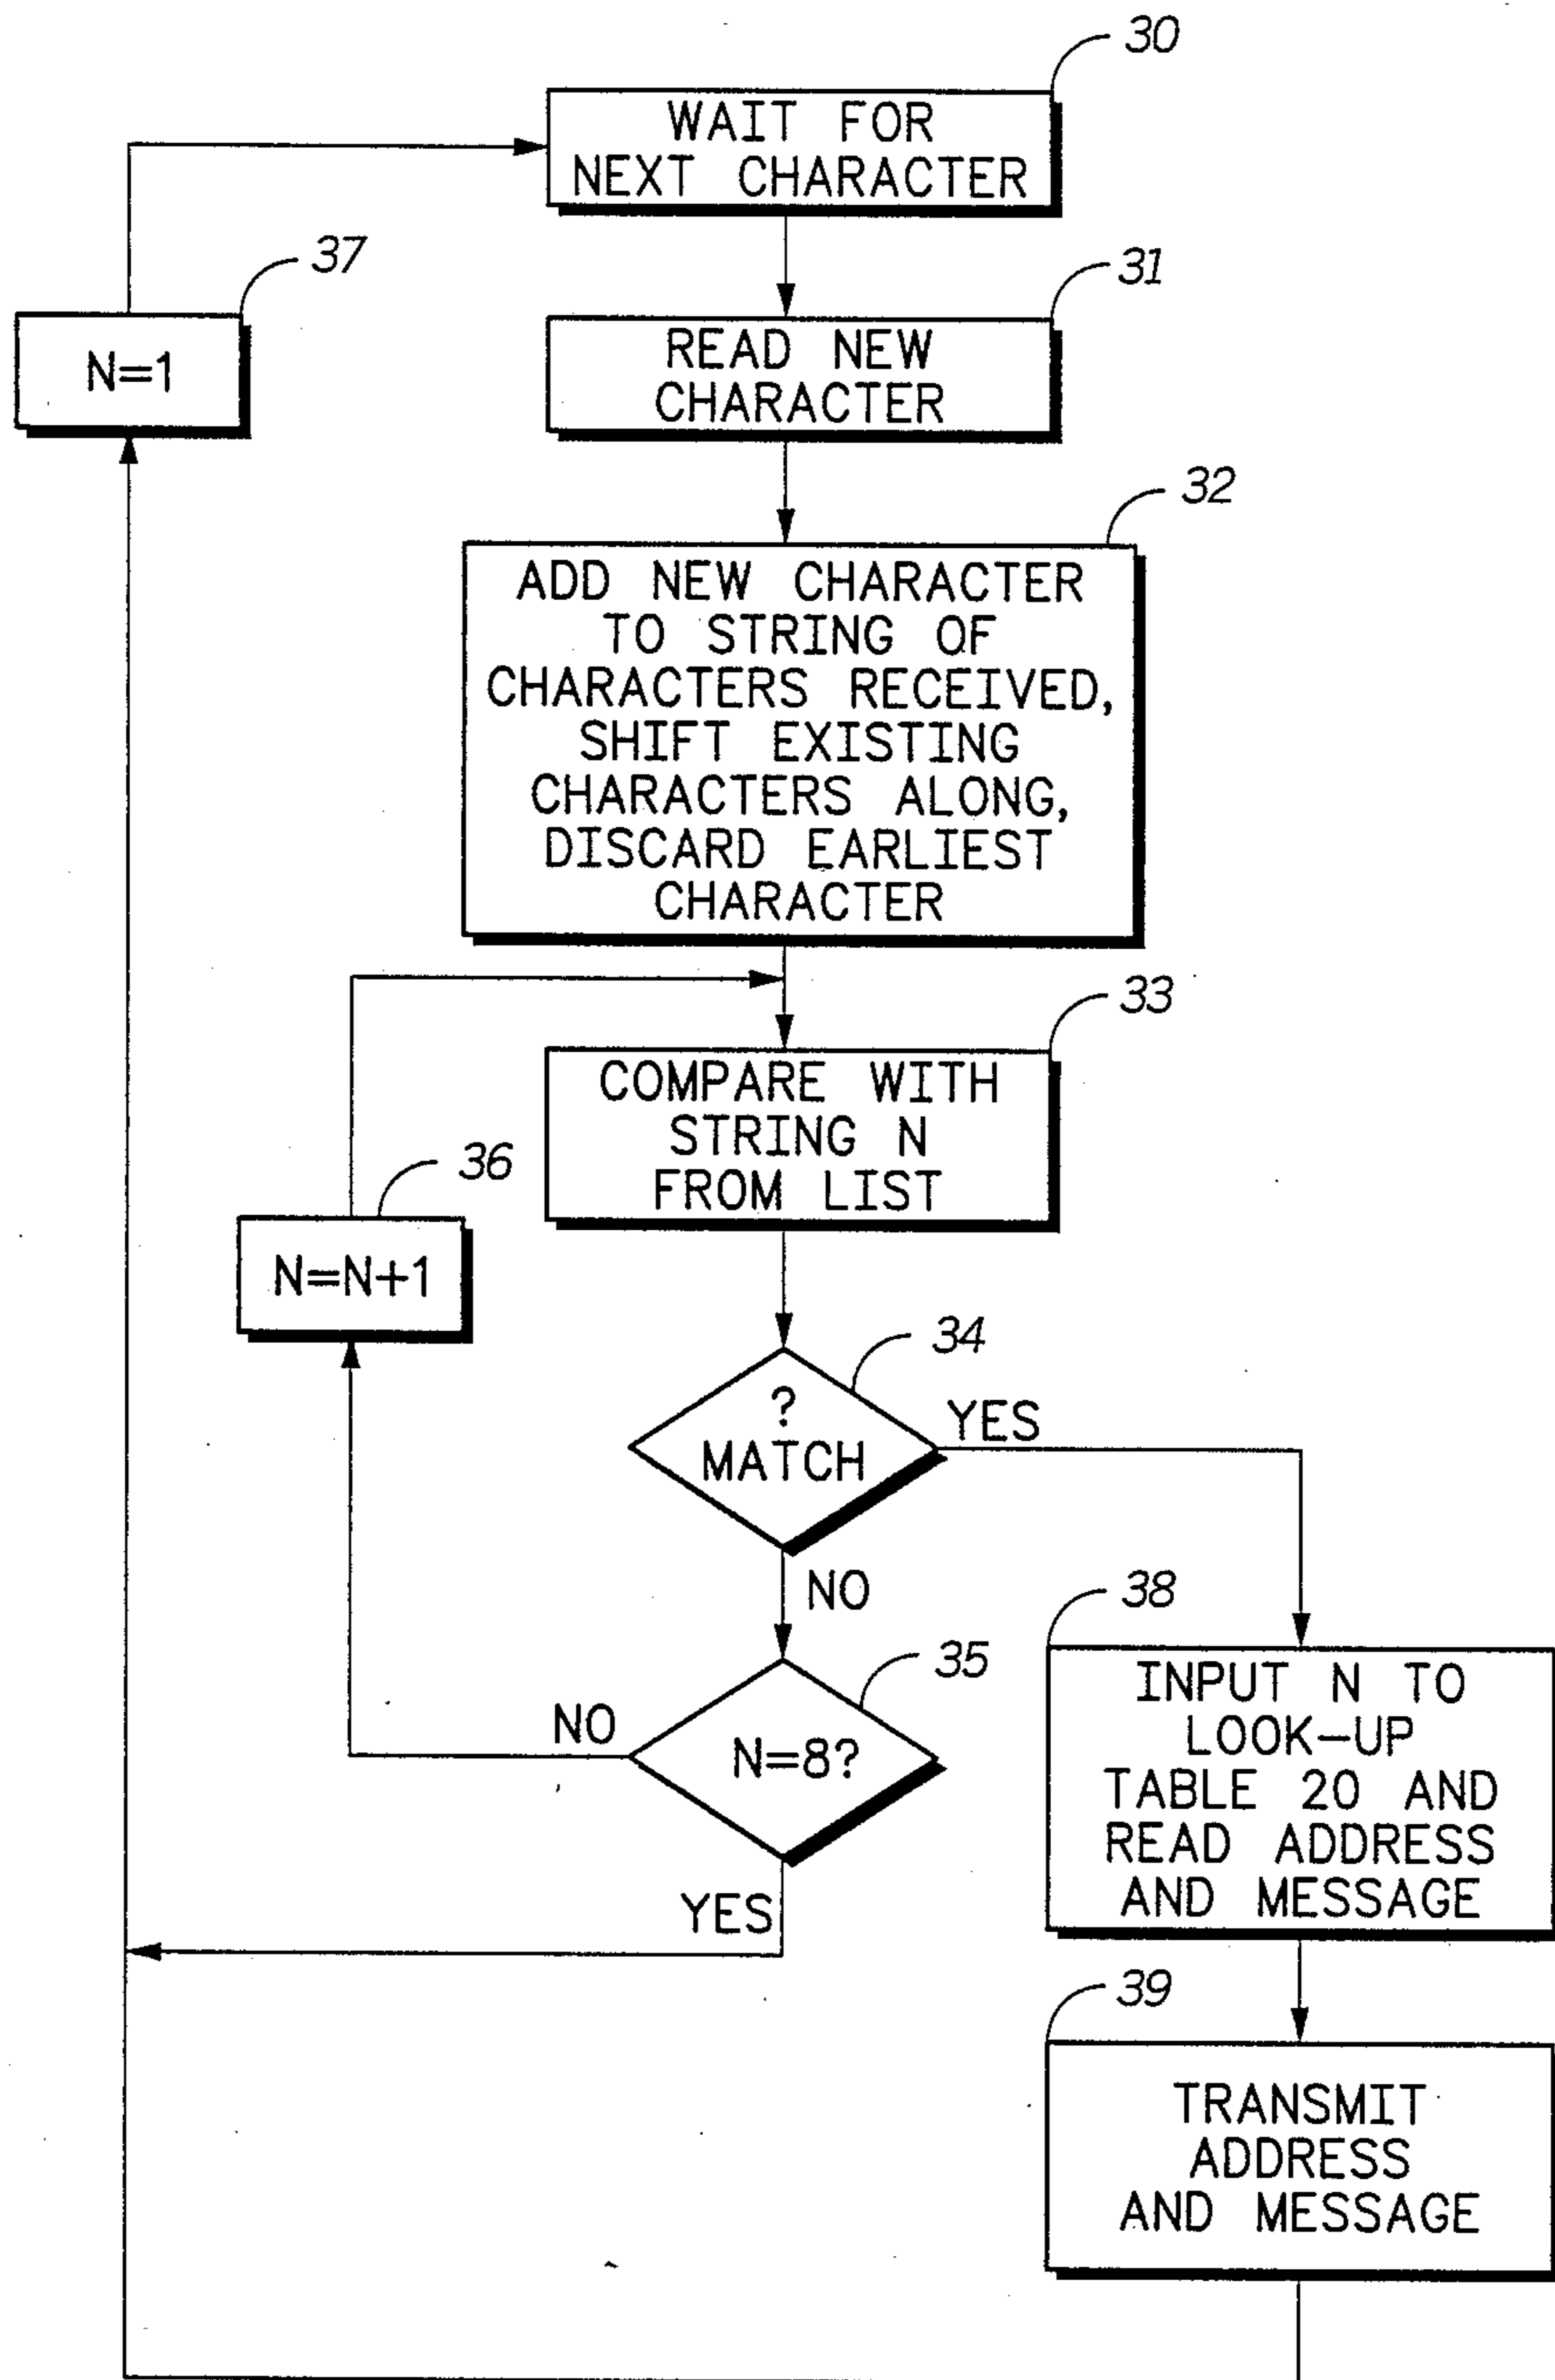 30
WAIT FOR
NEXT CHARACTER
37
N=1
31
READ NEW
CHARACTER
32
ADD NEW CHARACTER
TO STRING OF
CHARACTERS RECEIVED,
SHIFT EXISTING
CHARACTERS ALONG,
DISCARD EARLIEST
CHARACTER
33
COMPARE WITH
STRING N
FROM LIST
36
N=N+1
34
?
MATCH
YES
NO
35
N=8?
NO
YES
38
INPUT N TO
LOOK-UP
TABLE 20 AND
READ ADDRESS
AND MESSAGE
39
TRANSMIT
ADDRESS
AND MESSAGE